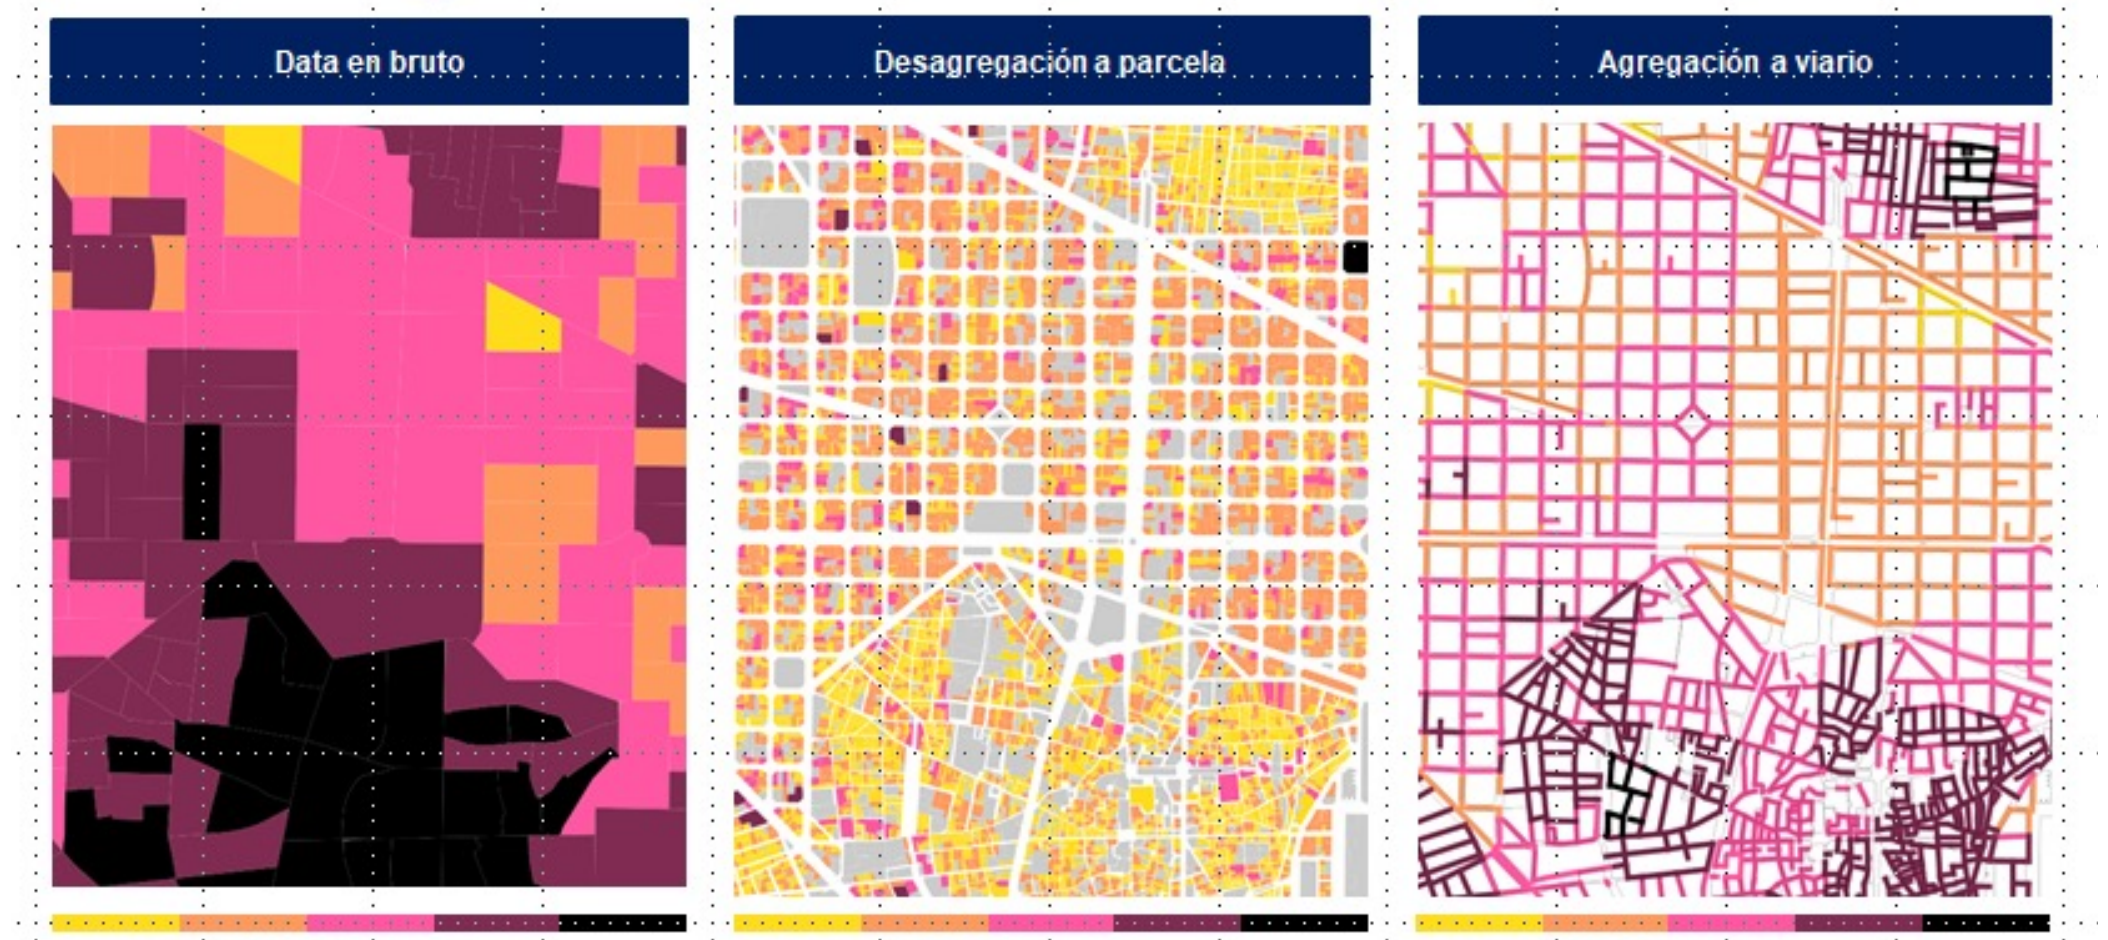 Data en bruto
Desagregación a parcela
Agregación a viario